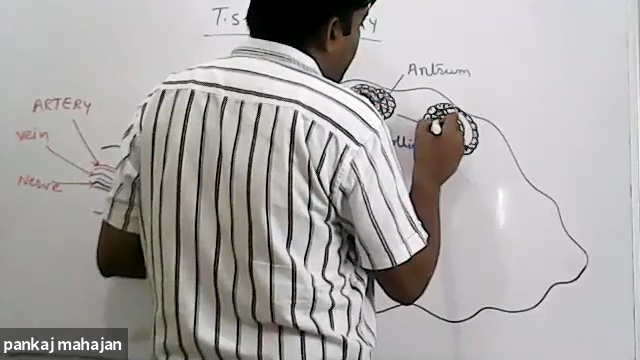 T.S
Antrum
ARTERY
Vein
Nerve
pankaj mahajan